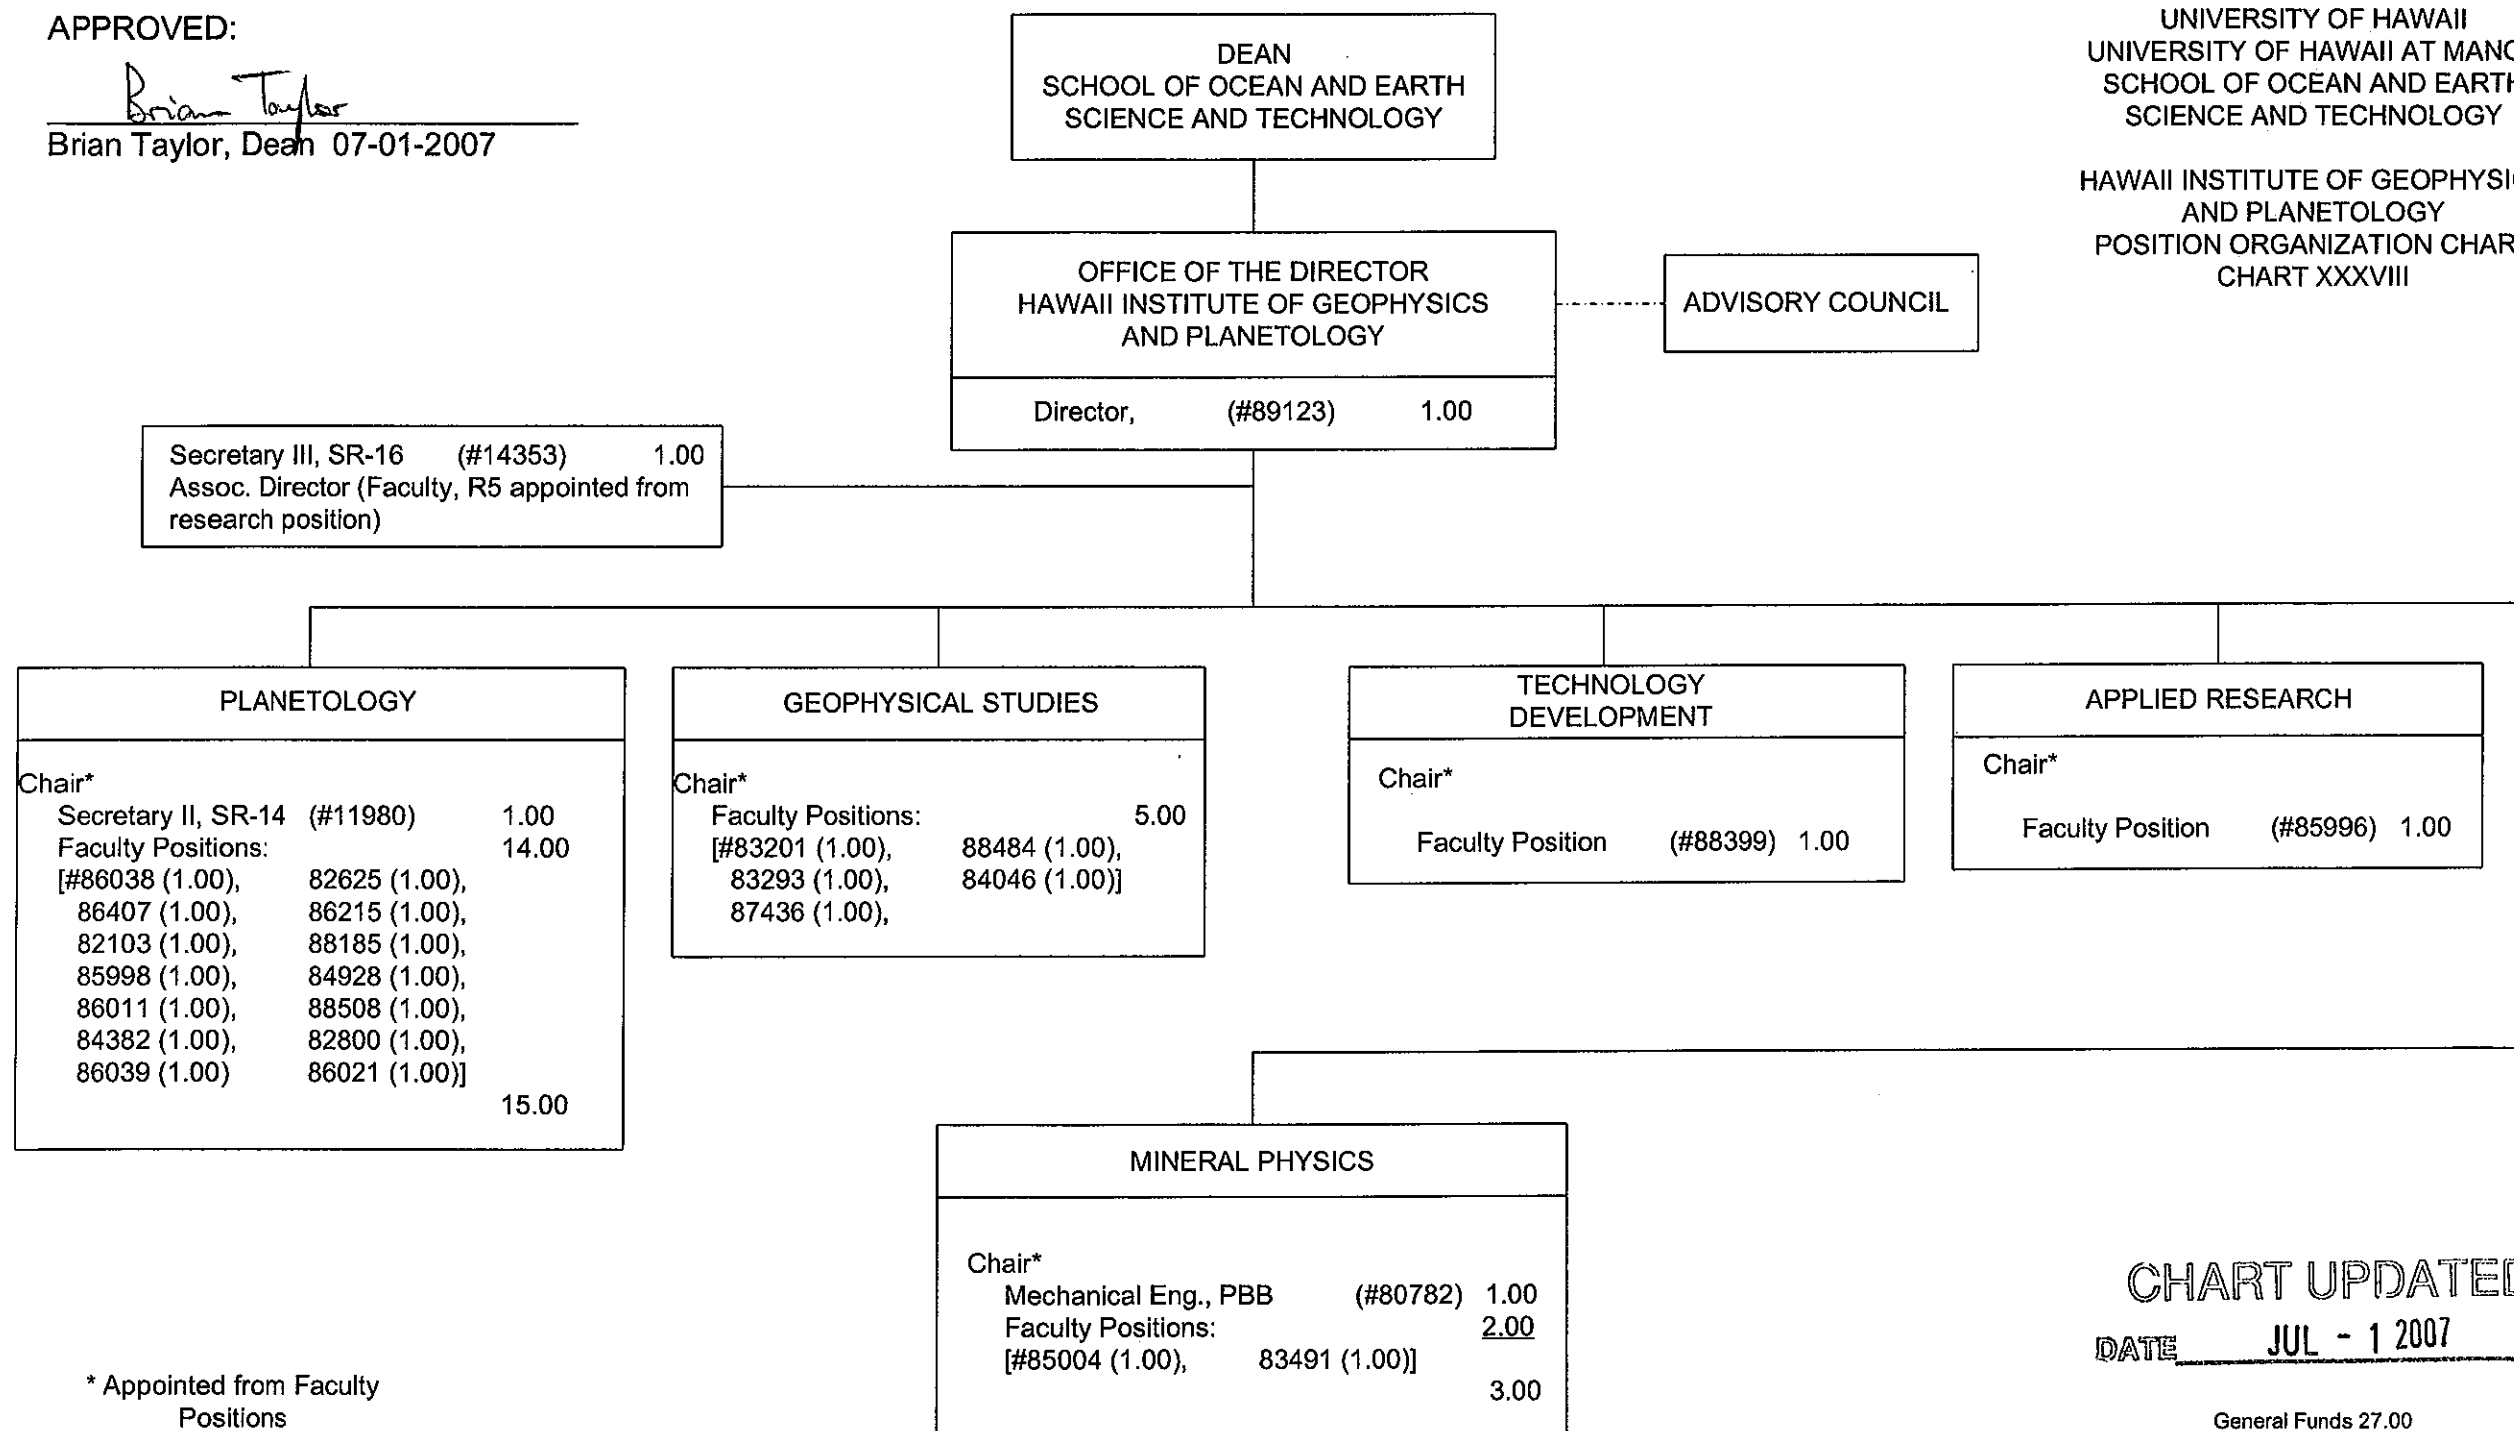 APPROVED:
Brian Taylor
Brian Taylor, Dean 07-01-2007
DEAN
SCHOOL OF OCEAN AND EARTH
SCIENCE AND TECHNOLOGY
UNIVERSITY OF HAWAII
UNIVERSITY OF HAWAII AT MANO
SCHOOL OF OCEAN AND EARTH
SCIENCE AND TECHNOLOGY
HAWAII INSTITUTE OF GEOPHYSI
AND PLANETOLOGY
POSITION ORGANIZATION CHAR
CHART XXXVIII
OFFICE OF THE DIRECTOR
HAWAII INSTITUTE OF GEOPHYSICS
AND PLANETOLOGY
Director, (#89123) 1.00
ADVISORY COUNCIL
Secretary III, SR-16 (#14353) 1.00
Assoc. Director (Faculty, R5 appointed from
research position)
PLANETOLOGY
Chair*
Secretary II, SR-14 (#11980) 1.00
Faculty Positions: 14.00
[#86038 (1.00), 82625 (1.00),
86407 (1.00), 86215 (1.00),
82103 (1.00), 88185 (1.00),
85998 (1.00), 84928 (1.00),
86011 (1.00), 88508 (1.00),
84382 (1.00), 82800 (1.00),
86039 (1.00) 86021 (1.00)]
15.00
GEOPHYSICAL STUDIES
Chair*
Faculty Positions: 5.00
[#83201 (1.00), 88484 (1.00),
83293 (1.00), 84046 (1.00)]
87436 (1.00),
TECHNOLOGY
DEVELOPMENT
Chair*
Faculty Position (#88399) 1.00
APPLIED RESEARCH
Chair*
Faculty Position (#85996) 1.00
MINERAL PHYSICS
Chair*
Mechanical Eng., PBB (#80782) 1.00
Faculty Positions: 2.00
[#85004 (1.00), 83491 (1.00)]
3.00
* Appointed from Faculty
Positions
CHART UPDATED
DATE JUL - 1 2007
General Funds 27.00